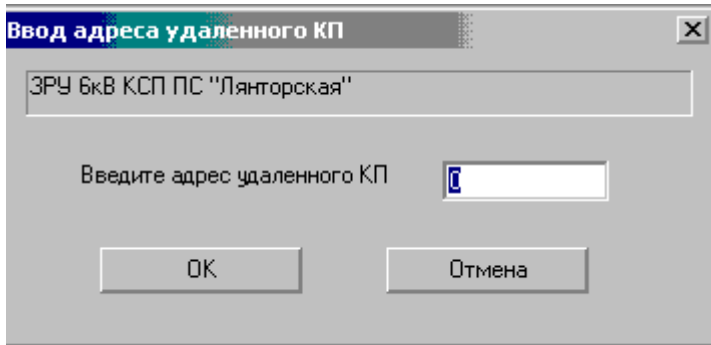 Ввод адреса удаленного КП
ЗРУ 6кВ КСП ПС "Лянторская"
Введите адрес удаленного КП
0
OK
Отмена